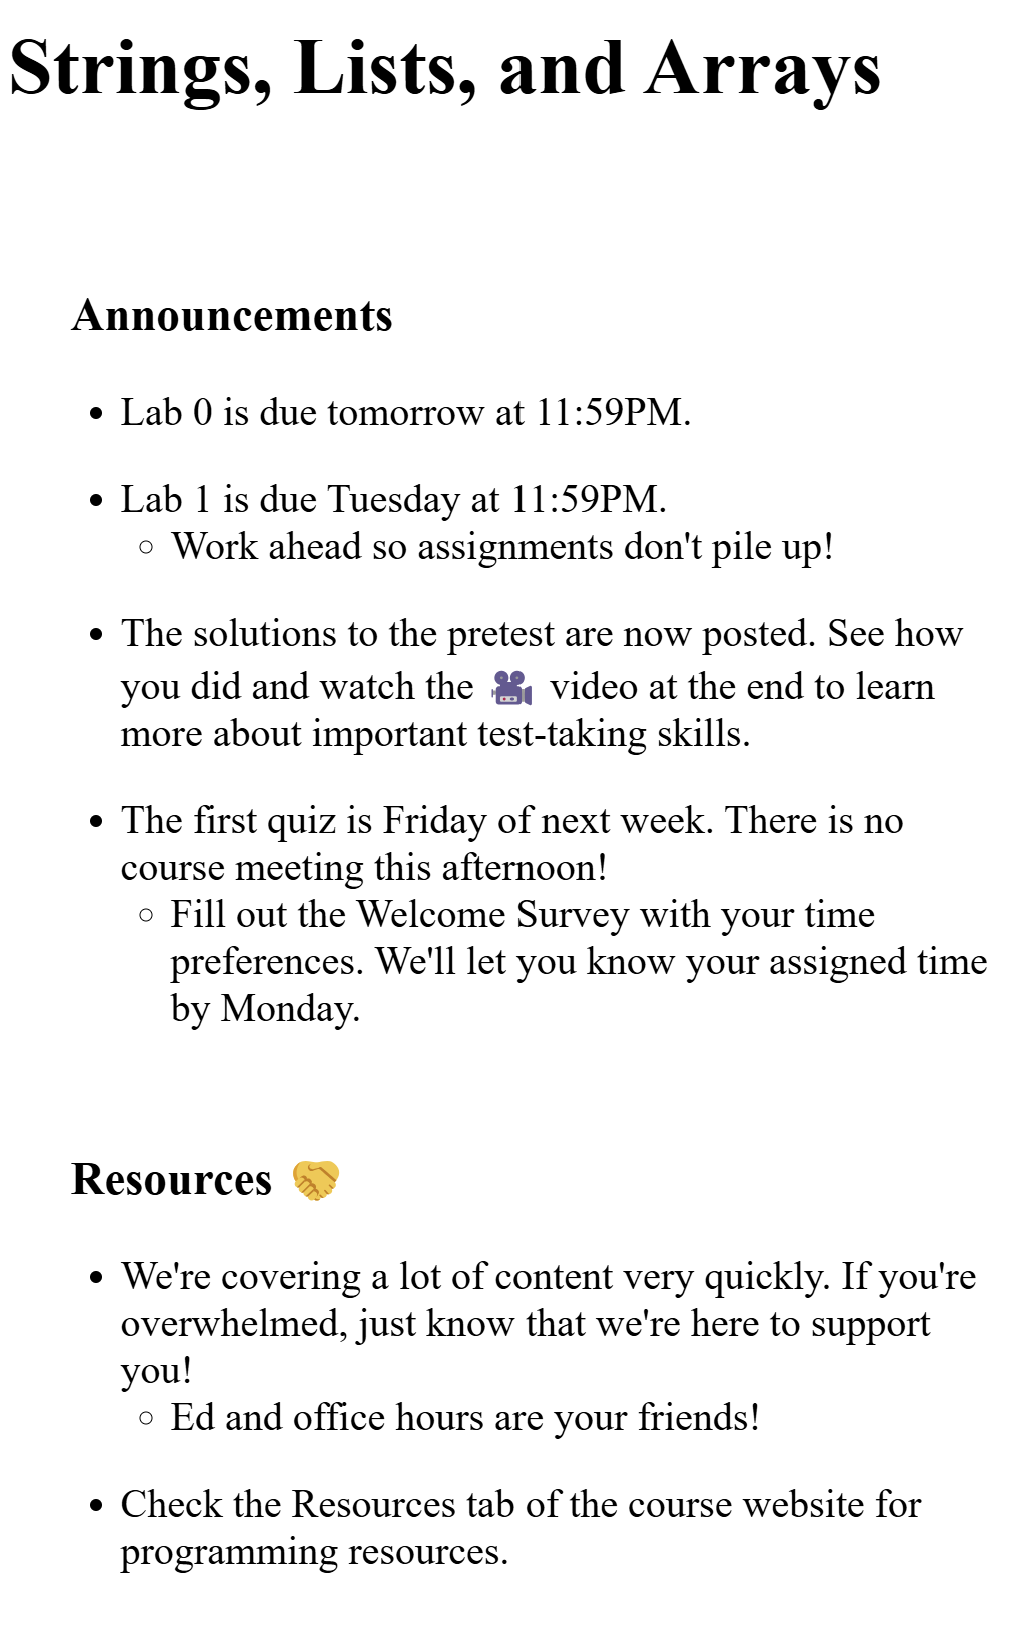 Strings, Lists, and Arrays
Announcements
Lab 0 is due tomorrow at 11:59PM.
Lab 1 is due Tuesday at 11:59PM.
Work ahead so assignments don't pile up!
The solutions to the pretest are now posted. See how
you did and watch the 🎥 video at the end to learn
more about important test-taking skills.
The first quiz is Friday of next week. There is no
course meeting this afternoon!
Fill out the Welcome Survey with your time
preferences. We'll let you know your assigned time
by Monday.
Resources 🤝
We're covering a lot of content very quickly. If you're
overwhelmed, just know that we're here to support
you!
Ed and office hours are your friends!
Check the Resources tab of the course website for
programming resources.